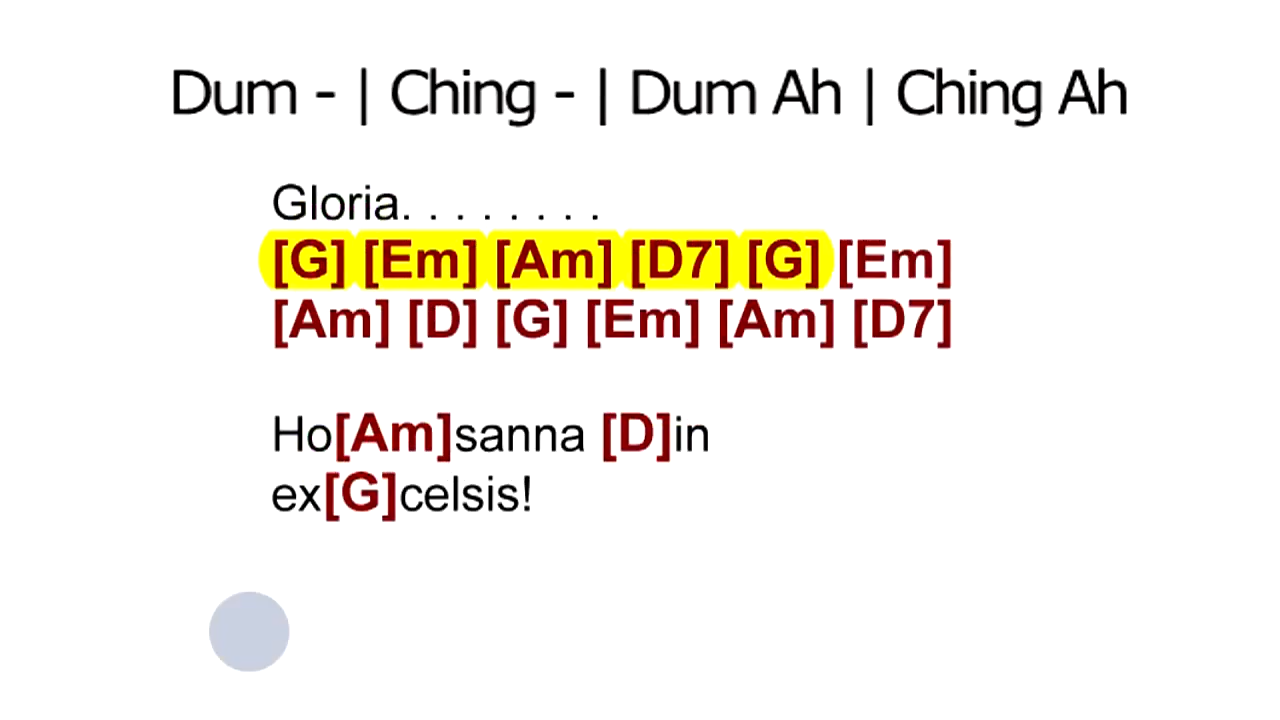 Dum - | Ching - | Dum Ah | Ching Ah
Gloria. . . . . . . .
[G] [Em] [Am] [D7] [G] [Em]
[Am] [D] [G] [Em] [Am] [D7]
Ho[Am]sanna [D]in
ex[G]celsis!